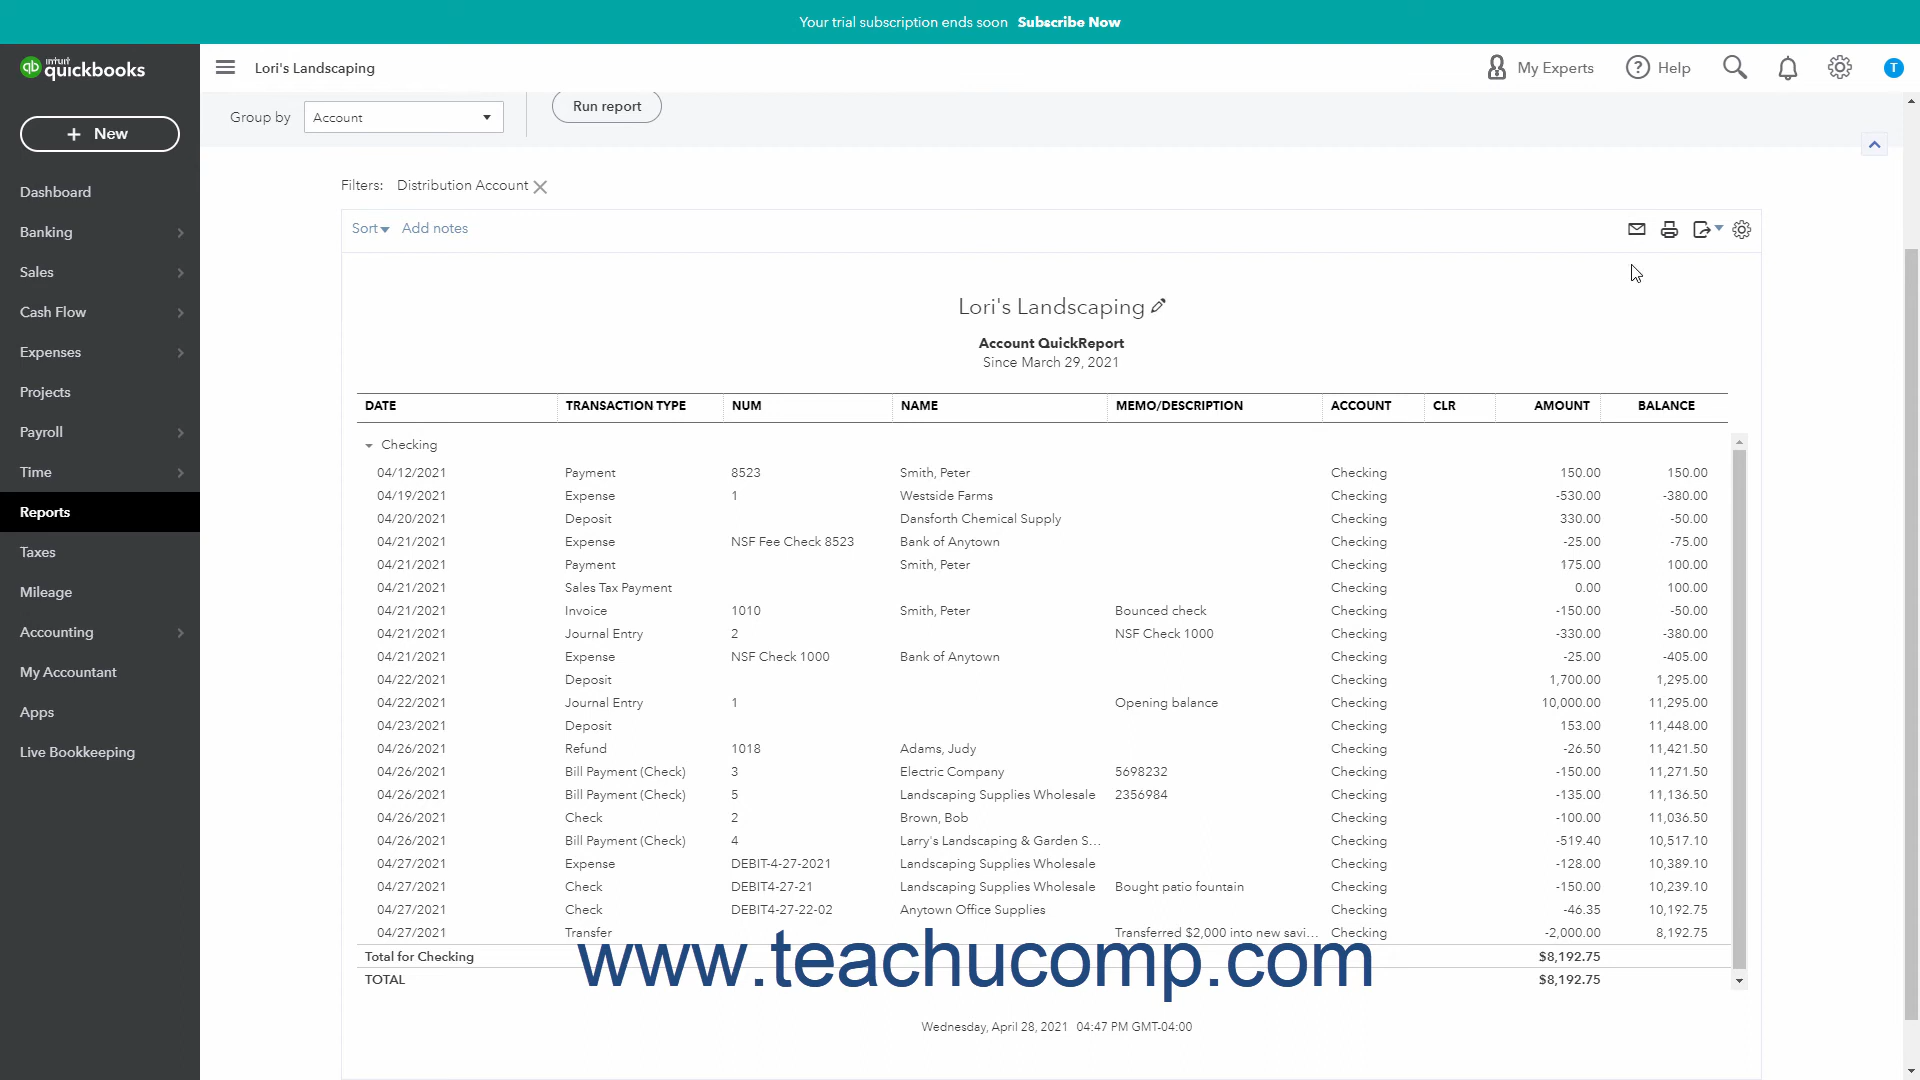 Your trial subscription ends soon Subscribe Now
intuit quickbooks
Lori's Landscaping
My Experts
Help
T
+ New
Dashboard
Banking
Sales
Cash Flow
Expenses
Projects
Payroll
Time
Reports
Taxes
Mileage
Accounting
My Accountant
Apps
Live Bookkeeping
Group by Account Run report
Filters: Distribution Account
Sort Add notes
Lori's Landscaping
Account QuickReport
Since March 29, 2021
DATE TRANSACTION TYPE NUM NAME MEMO/DESCRIPTION ACCOUNT CLR AMOUNT BALANCE
Checking
04/12/2021 Payment 8523 Smith, Peter Checking 150.00 150.00
04/19/2021 Expense 1 Westside Farms Checking -530.00 -380.00
04/20/2021 Deposit Dansforth Chemical Supply Checking 330.00 -50.00
04/21/2021 Expense NSF Fee Check 8523 Bank of Anytown Checking -25.00 -75.00
04/21/2021 Payment Smith, Peter Checking 175.00 100.00
04/21/2021 Sales Tax Payment Checking 0.00 100.00
04/21/2021 Invoice 1010 Smith, Peter Bounced check Checking -150.00 -50.00
04/21/2021 Journal Entry 2 NSF Check 1000 Checking -330.00 -380.00
04/21/2021 Expense NSF Check 1000 Bank of Anytown Checking -25.00 -405.00
04/22/2021 Deposit Checking 1,700.00 1,295.00
04/22/2021 Journal Entry 1 Opening balance Checking 10,000.00 11,295.00
04/23/2021 Deposit Checking 153.00 11,448.00
04/26/2021 Refund 1018 Adams, Judy Checking -26.50 11,421.50
04/26/2021 Bill Payment (Check) 3 Electric Company 5698232 Checking -150.00 11,271.50
04/26/2021 Bill Payment (Check) 5 Landscaping Supplies Wholesale 2356984 Checking -135.00 11,136.50
04/26/2021 Check 2 Brown, Bob Checking -100.00 11,036.50
04/26/2021 Bill Payment (Check) 4 Larry's Landscaping & Garden S... Checking -519.40 10,517.10
04/27/2021 Expense DEBIT-4-27-2021 Landscaping Supplies Wholesale Checking -128.00 10,389.10
04/27/2021 Check DEBIT4-27-21 Landscaping Supplies Wholesale Bought patio fountain Checking -150.00 10,239.10
04/27/2021 Check DEBIT4-27-22-02 Anytown Office Supplies Checking -46.35 10,192.75
04/27/2021 Transfer Transferred $2,000 into new savi... Checking -2,000.00 8,192.75
Total for Checking $8,192.75
TOTAL $8,192.75
www.teachucomp.com
Wednesday, April 28, 2021 04:47 PM GMT-04:00